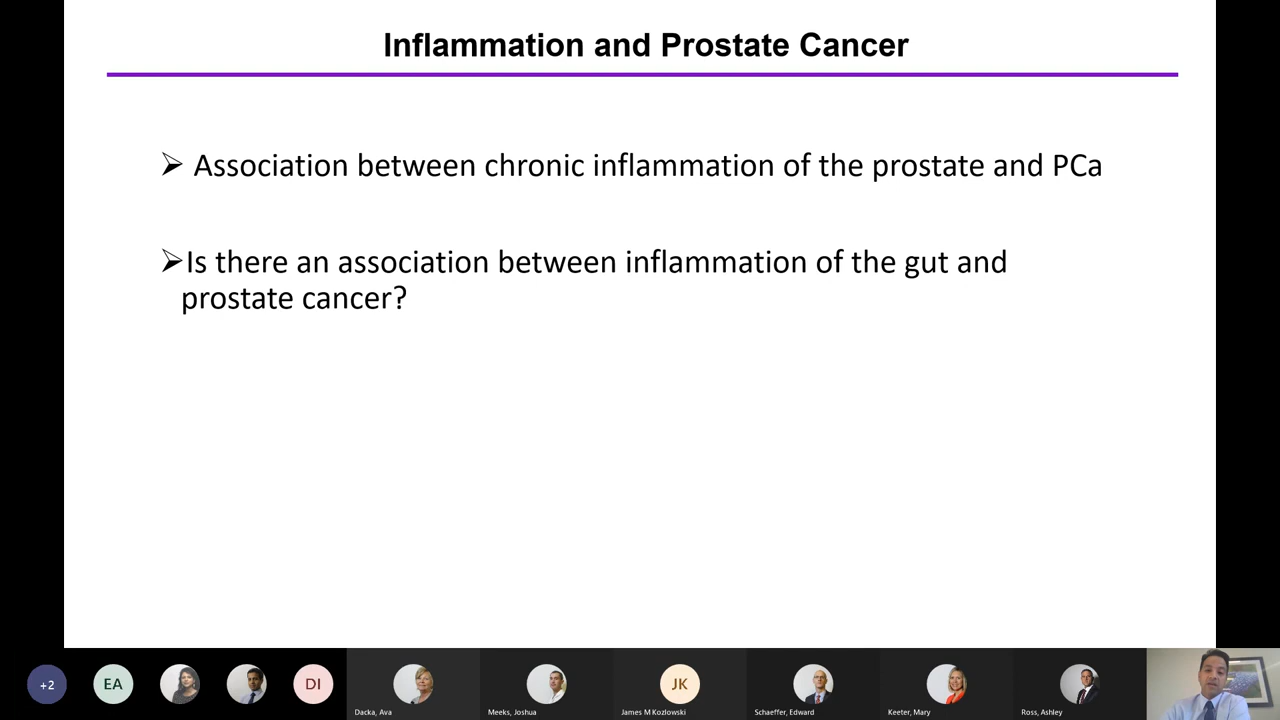 Inflammation and Prostate Cancer
➢ Association between chronic inflammation of the prostate and PCa
➢Is there an association between inflammation of the gut and
prostate cancer?
+2
EA
DI
JK
Dacka, Ava
Meeks, Joshua
James M Kozlowski
Schaeffer, Edward
Keeter, Mary
Ross, Ashley